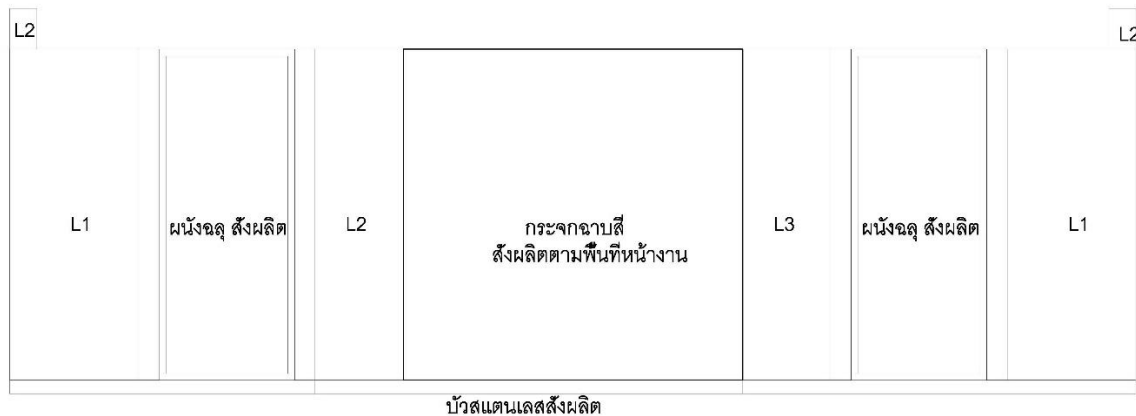 L2
L2
L1
ผนังฉลุ สั่งผลิต
L2
กระจกฉาบสี
สั่งผลิตตามพื้นที่หน้างาน
L3
ผนังฉลุ สั่งผลิต
L1
บัวสแตนเลสสั่งผลิต